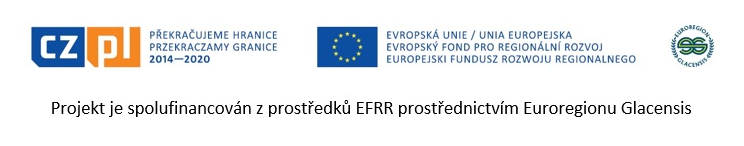 cz pl
PŘEKRAČUJEME HRANICE
PRZEKRACZAMY GRANICE
2014—2020
EVROPSKÁ UNIE / UNIA EUROPEJSKA
EVROPSKÝ FOND PRO REGIONÁLNÍ ROZVOJ
EUROPEJSKI FUNDUSZ ROZWOJU REGIONALNEGO
EUROREGION
GLACENSIS
Projekt je spolufinancován z prostředků EFRR prostřednictvím Euroregionu Glacensis